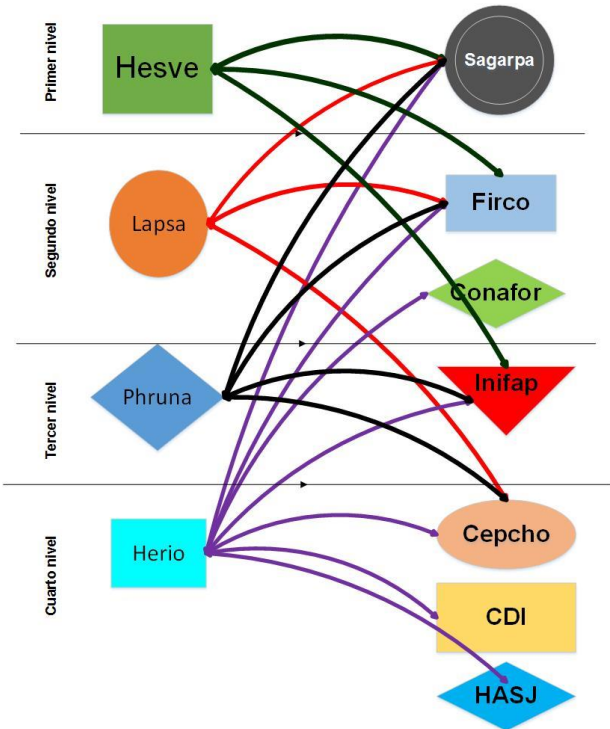 Primer nivel
Hesve
Sagarpa
Segundo nivel
Lapsa
Firco
Conafor
Tercer nivel
Phruna
Inifap
Cuarto nivel
Herio
Cepcho
CDI
HASJ